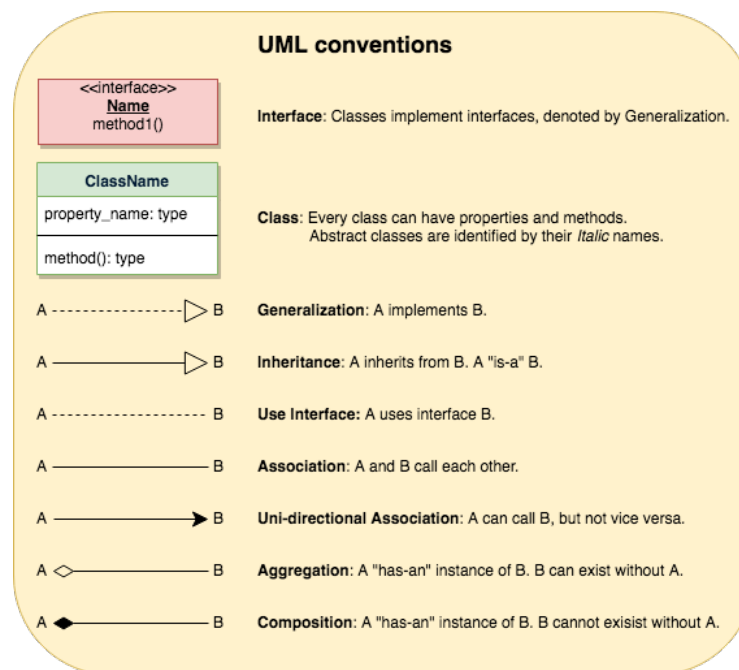 UML conventions
<<interface>>
Name
method1()
Interface: Classes implement interfaces, denoted by Generalization.
ClassName
property_name: type
method(): type
Class: Every class can have properties and methods.
Abstract classes are identified by their Italic names.
A B Generalization: A implements B.
A B Inheritance: A inherits from B. A "is-a" B.
A B Use Interface: A uses interface B.
A B Association: A and B call each other.
A B Uni-directional Association: A can call B, but not vice versa.
A B Aggregation: A "has-an" instance of B. B can exist without A.
A B Composition: A "has-an" instance of B. B cannot exisist without A.